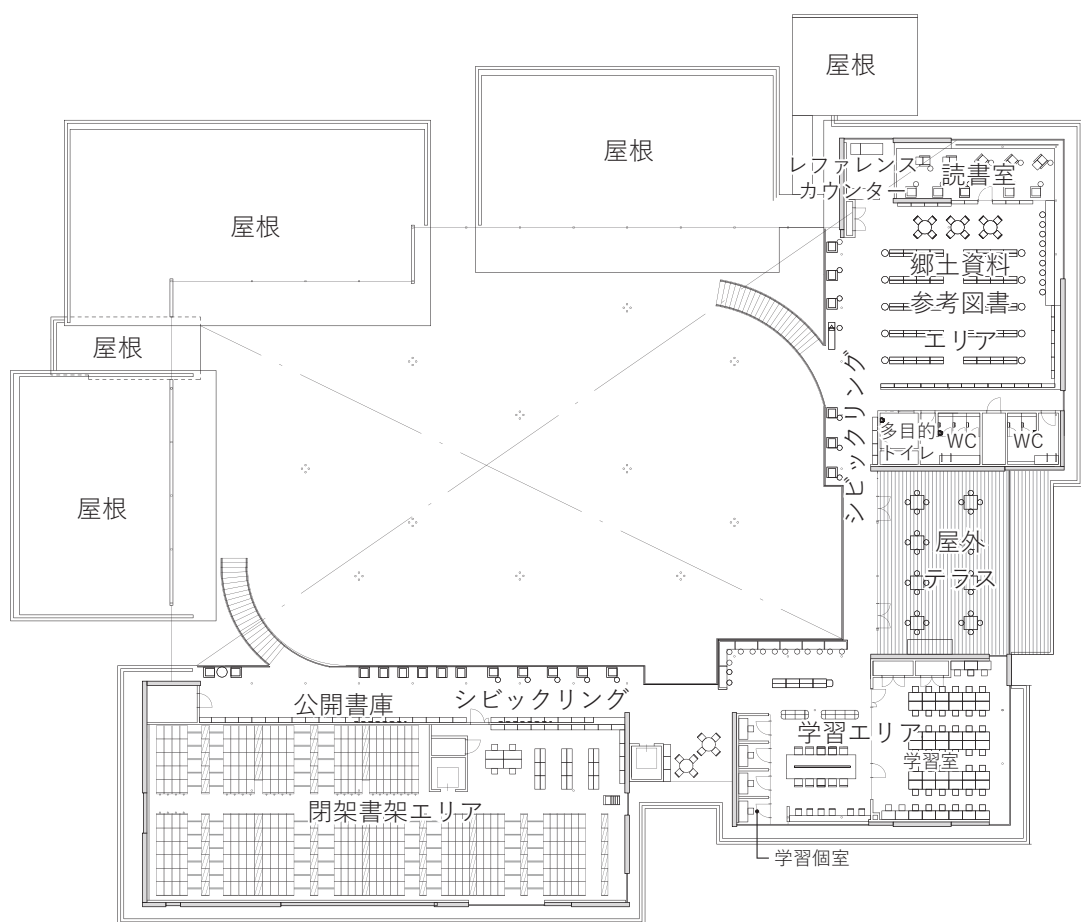 屋根
屋根
屋根
屋根
屋根
レファレンス
カウンター
読書室
郷土資料
参考図書
エリア
シビックリング
多目的
トイレ
WC
WC
屋外
テラス
公開書庫
シビックリング
学習エリア
学習室
閉架書架エリア
学習個室